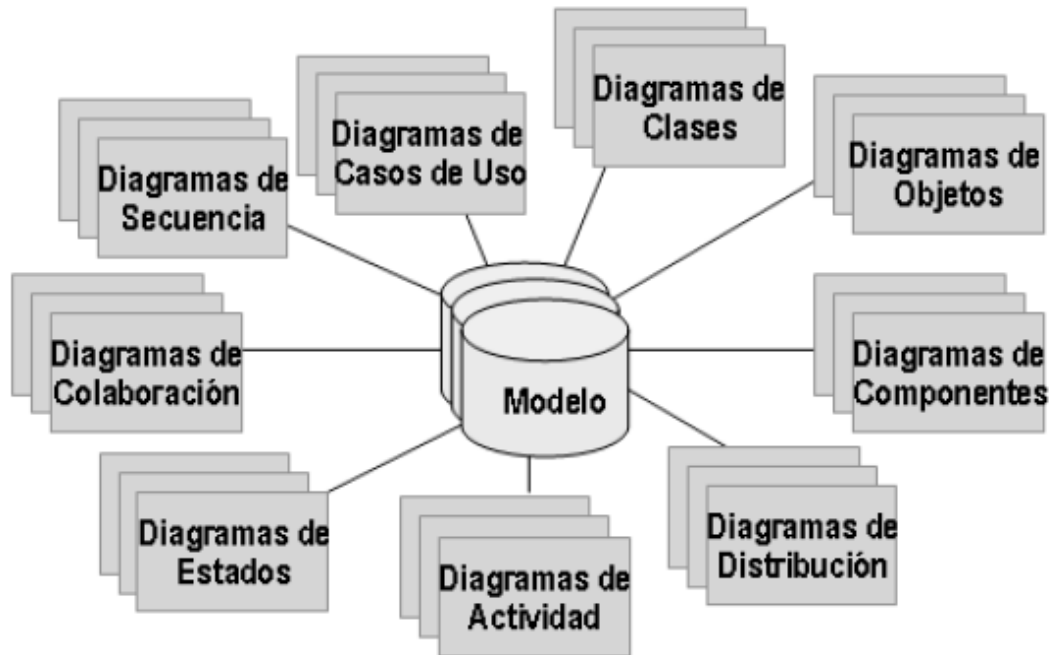 Diagramas de
Clases
Diagramas de
Casos de Uso
Diagramas de
Objetos
Diagramas de
Secuencia
Diagramas de
Colaboración
Diagramas de
Componentes
Modelo
Diagramas de
Estados
Diagramas de
Distribución
Diagramas de
Actividad